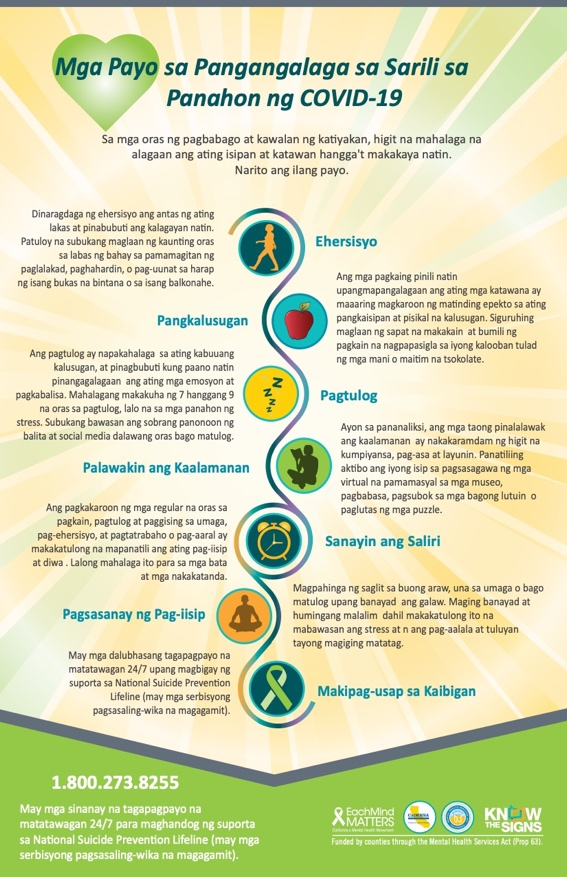 Mga Payo sa Pangangalaga sa Sarili sa
Panahon ng COVID-19
Sa mga oras ng pagbabago at kawalan ng katiyakan, higit na mahalaga na
alagaan ang ating isipan at katawan hangga't makakaya natin.
Narito ang ilang payo.
Dinaragdaga ng ehersisyo ang antas ng ating
lakas at pinabubuti ang kalagayan natin.
Patuloy na subukang maglaan ng kaunting oras
sa labas ng bahay sa pamamagitan ng
paglalakad, paghahardin, o pag-uunat sa harap
ng isang bukas na bintana o sa isang balkonahe.
Ehersisyo
Pangkalusugan
Ang mga pagkaing pinili natin
upangmapangalagaan ang ating mga katawana ay
maaaring magkaroon ng matinding epekto sa ating
pangkaisipan at pisikal na kalusugan. Siguruhing
maglaan ng sapat na makakain at bumili ng
pagkain na nagpapasigla sa iyong kalooban tulad
ng mga mani o maitim na tsokolate.
Ang pagtulog ay napakahalaga sa ating kabuuang
kalusugan, at pinagbubuti kung paano natin
pinangagalagaan ang ating mga emosyon at
pagkabalisa. Mahalagang makakuha ng 7 hanggang 9
na oras sa pagtulog, lalo na sa mga panahon ng
stress. Subukang bawasan ang sobrang panonoon ng
balita at social media dalawang oras bago matulog.
Pagtulog
Palawakin ang Kaalamanan
Ayon sa pananaliksi, ang mga taong pinalalawak
ang kaalamanan ay nakakaramdam ng higit na
kumpiyansa, pag-asa at layunin. Panatiliing
aktibo ang iyong isip sa pagsasagawa ng mga
virtual na pamamasyal sa mga museo,
pagbabasa, pagsubok sa mga bagong lutuin o
paglutas ng mga puzzle.
Ang pagkakaroon ng mga regular na oras sa
pagkain, pagtulog at paggising sa umaga,
pag-ehersisyo, at pagtatrabaho o pag-aaral ay
makakatulong na mapanatili ang ating pag-iisip
at diwa . Lalong mahalaga ito para sa mga bata
at mga nakakatanda.
Sanayin ang Saliri
Pagsasanay ng Pag-iisip
Magpahinga ng saglit sa buong araw, una sa umaga o bago
matulog upang banayad ang galaw. Maging banayad at
humingang malalim dahil makakatulong ito na
mabawasan ang stress at n ang pag-aalala at tuluyan
tayong magiging matatag.
May mga dalubhasang tagapagpayo na
matatawagan 24/7 upang magbigay ng
suporta sa National Suicide Prevention
Lifeline (may mga serbisyong
pagsasaling-wika na magagamit).
Makipag-usap sa Kaibigan
1.800.273.8255
May mga sinanay na tagapagpayo na
matatawagan 24/7 para maghandog ng suporta
sa National Suicide Prevention Lifeline (may mga
serbisyong pagsasaling-wika na magagamit).
EachMind
MATTERS
California's Mental Health Movement
CalMHSA
KNOW
THE SIGNS
Funded by counties through the Mental Health Services Act (Prop 63).